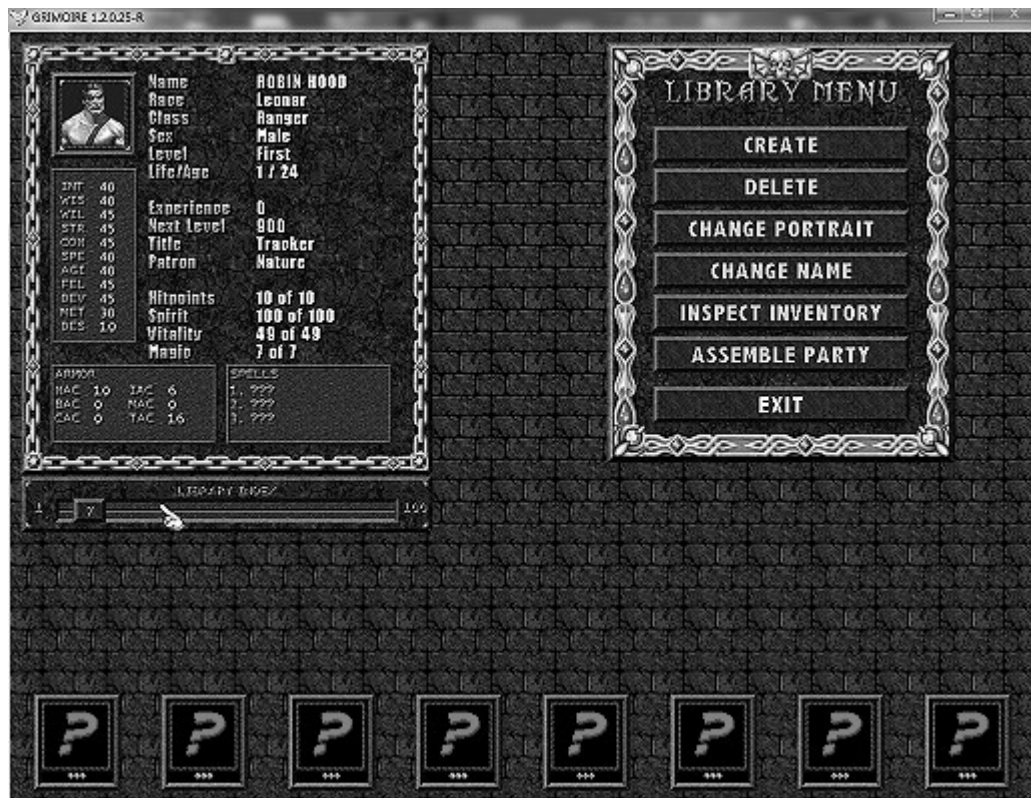 GRIMOIRE 1.2.0.25-R
Name ROBIN HOOD
Race Leonar
Class Ranger
Sex Male
Level First
Life/Age 1 / 24
INT 40
WIS 40
WIL 45
STR 45
CON 45
SPE 40
AGI 40
FEL 45
DEV 45
MET 30
DES 10
Experience 0
Next Level 900
Title Tracker
Patron Nature
Hitpoints 10 of 10
Spirit 100 of 100
Vitality 49 of 49
Magic 7 of 7
ARMOR
HAC 10 IAC 6
BAC 0 MAC 0
CAC 0 TAC 16
SPELLS
1. ???
2. ???
3. ???
LIBRARY INDEX
1 7 100
LIBRARY MENU
CREATE
DELETE
CHANGE PORTRAIT
CHANGE NAME
INSPECT INVENTORY
ASSEMBLE PARTY
EXIT
? ? ? ? ? ? ? ?